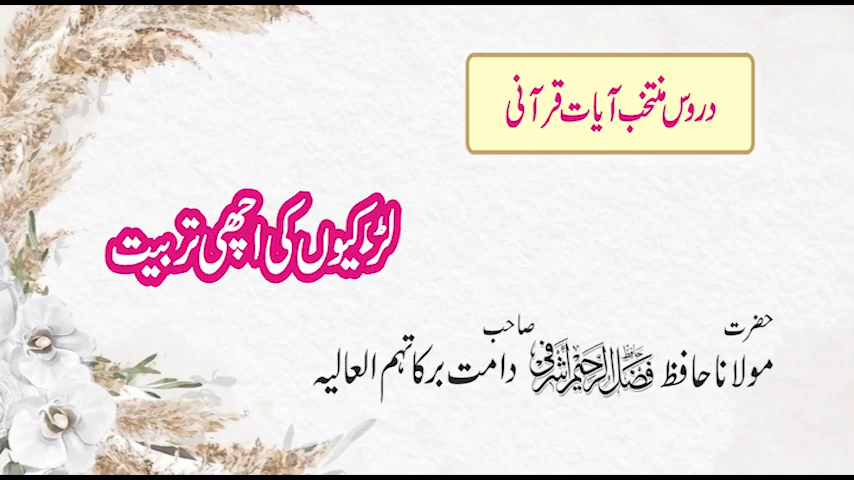 دروس منتخب آیات قرآنی
لڑکیوں کی اچھی تربیت
حضرت مولانا حافظ فضل الرحیم اشرفی صاحب دامت برکاتہم العالیہ